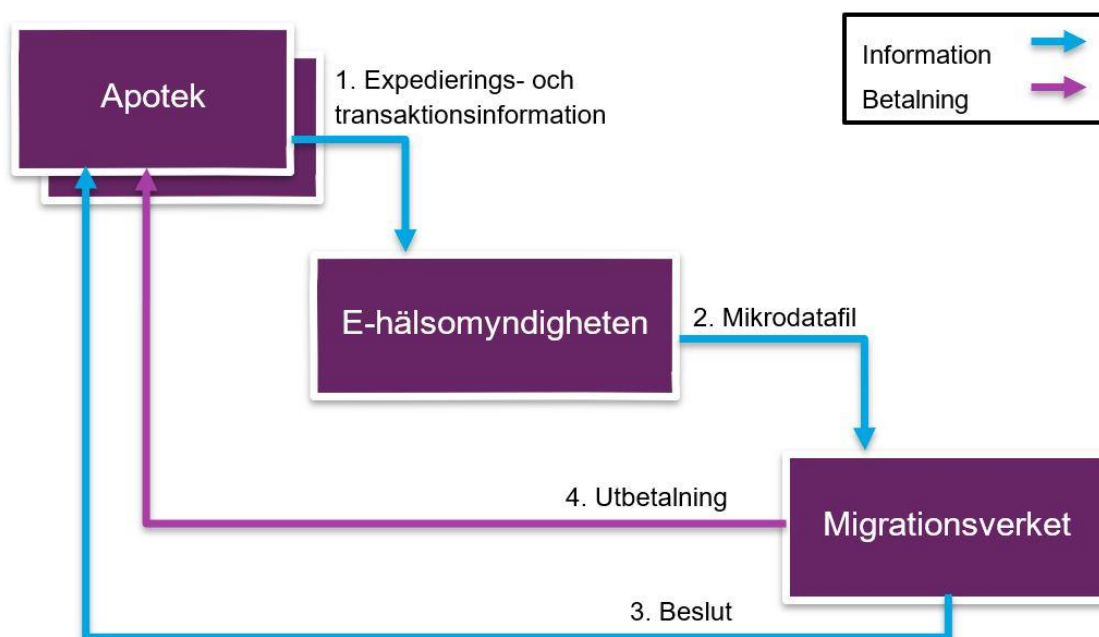 Apotek
1. Expedierings- och
transaktionsinformation
Information
Betalning
E-hälsomyndigheten
2. Mikrodatafil
4. Utbetalning
Migrationsverket
3. Beslut